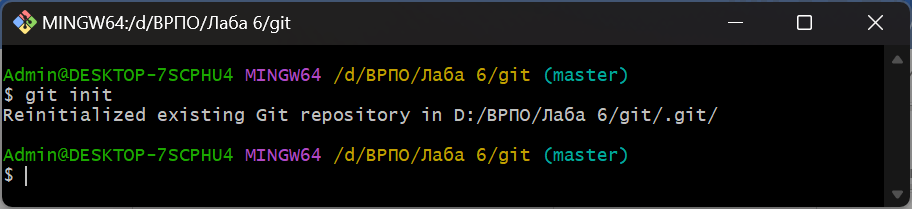 MINGW64:/d/ВРПО/Лаба 6/git
Admin@DESKTOP-7SCPHU4 MINGW64 /d/ВРПО/Лаба 6/git (master)
$ git init
Reinitialized existing Git repository in D:/ВРПО/Лаба 6/git/.git/
Admin@DESKTOP-7SCPHU4 MINGW64 /d/ВРПО/Лаба 6/git (master)
$